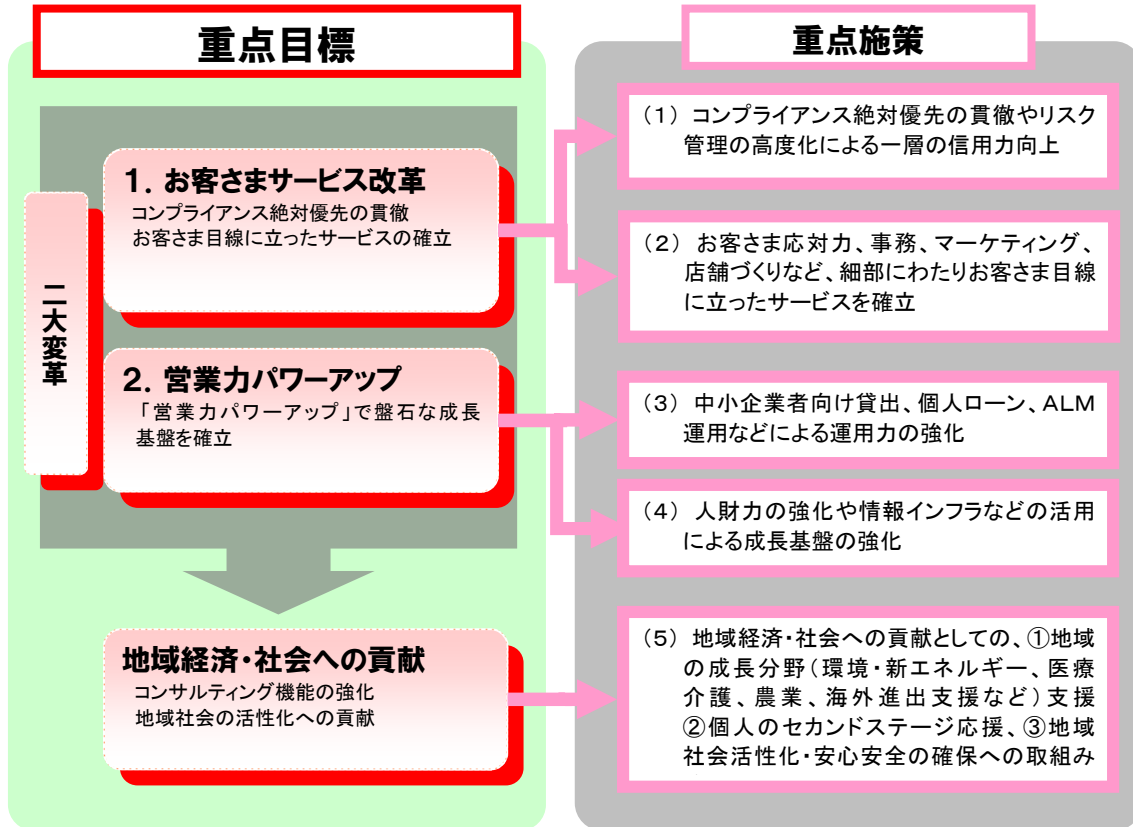 重点目標
二大変革
1．お客さまサービス改革
コンプライアンス絶対優先の貫徹
お客さま目線に立ったサービスの確立
2．営業力パワーアップ
「営業力パワーアップ」で盤石な成長
基盤を確立
地域経済・社会への貢献
コンサルティング機能の強化
地域社会の活性化への貢献
重点施策
（1） コンプライアンス絶対優先の貫徹やリスク
管理の高度化による一層の信用力向上
（2） お客さま応対力、事務、マーケティング、
店舗づくりなど、細部にわたりお客さま目線
に立ったサービスを確立
（3） 中小企業者向け貸出、個人ローン、ALM
運用などによる運用力の強化
（4） 人財力の強化や情報インフラなどの活用
による成長基盤の強化
（5） 地域経済・社会への貢献としての、①地域
の成長分野（環境・新エネルギー、医療
介護、農業、海外進出支援など）支援
②個人のセカンドステージ応援、③地域
社会活性化・安心安全の確保への取組み